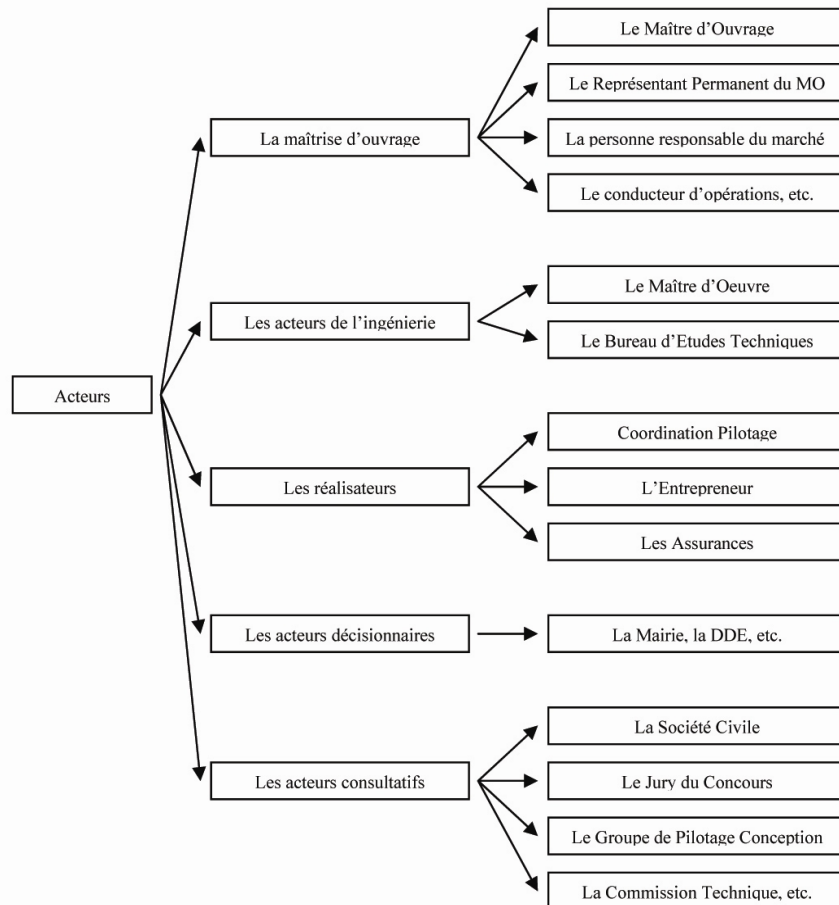 Acteurs
La maîtrise d'ouvrage
Le Maître d'Ouvrage
Le Représentant Permanent du MO
La personne responsable du marché
Le conducteur d'opérations, etc.
Les acteurs de l'ingénierie
Le Maître d'Oeuvre
Le Bureau d'Etudes Techniques
Les réalisateurs
Coordination Pilotage
L'Entrepreneur
Les Assurances
Les acteurs décisionnaires
La Mairie, la DDE, etc.
Les acteurs consultatifs
La Société Civile
Le Jury du Concours
Le Groupe de Pilotage Conception
La Commission Technique, etc.